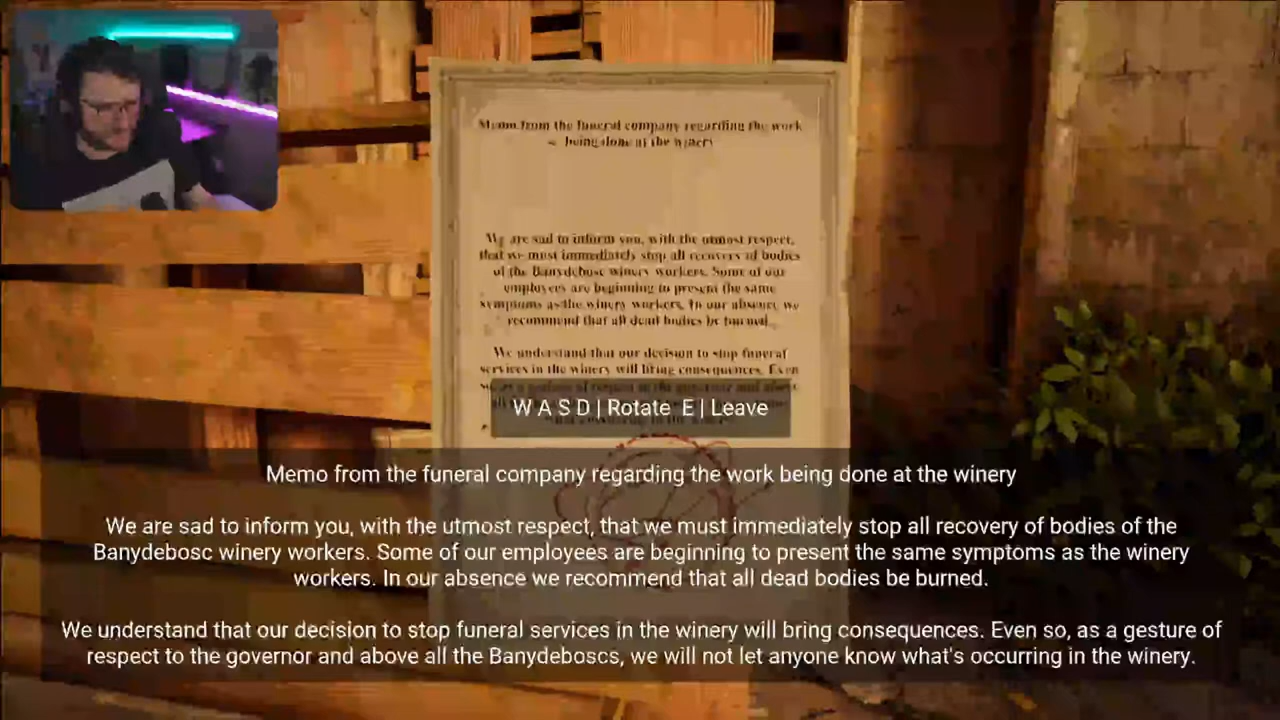 Memo from the funeral company regarding the work
being done at the winery
We are sad to inform you, with the utmost respect,
that we must immediately stop all recovery of bodies
of the Banydebosc winery workers. Some of our
employees are beginning to present the same
symptoms as the winery workers. In our absence we
recommend that all dead bodies be burned.
We understand that our decision to stop funeral
services in the winery will bring consequences. Even
W A S D | Rotate E | Leave
Memo from the funeral company regarding the work being done at the winery
We are sad to inform you, with the utmost respect, that we must immediately stop all recovery of bodies of the
Banydebosc winery workers. Some of our employees are beginning to present the same symptoms as the winery
workers. In our absence we recommend that all dead bodies be burned.
We understand that our decision to stop funeral services in the winery will bring consequences. Even so, as a gesture of
respect to the governor and above all the Banydeboscs, we will not let anyone know what's occurring in the winery.